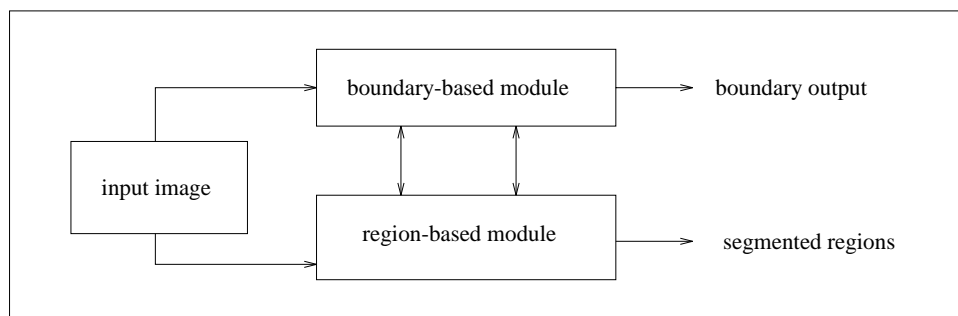 boundary-based module
boundary output
input image
region-based module
segmented regions